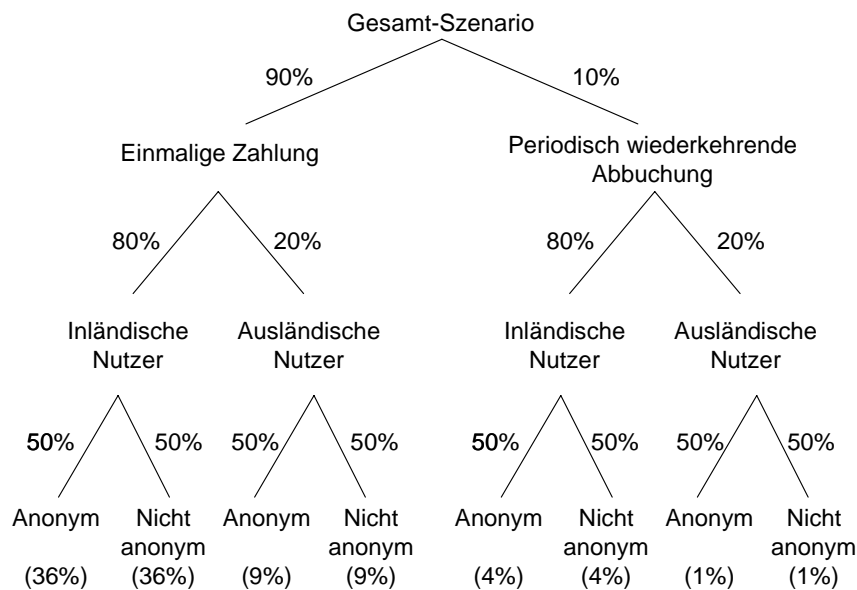 Gesamt-Szenario
90%
10%
Einmalige Zahlung
Periodisch wiederkehrende
Abbuchung
80%
20%
80%
20%
Inländische
Nutzer
Ausländische
Nutzer
Inländische
Nutzer
Ausländische
Nutzer
50%
50%
50%
50%
50%
50%
50%
50%
Anonym
Nicht
anonym
Anonym
Nicht
anonym
Anonym
Nicht
anonym
Anonym
Nicht
anonym
(36%)
(36%)
(9%)
(9%)
(4%)
(4%)
(1%)
(1%)